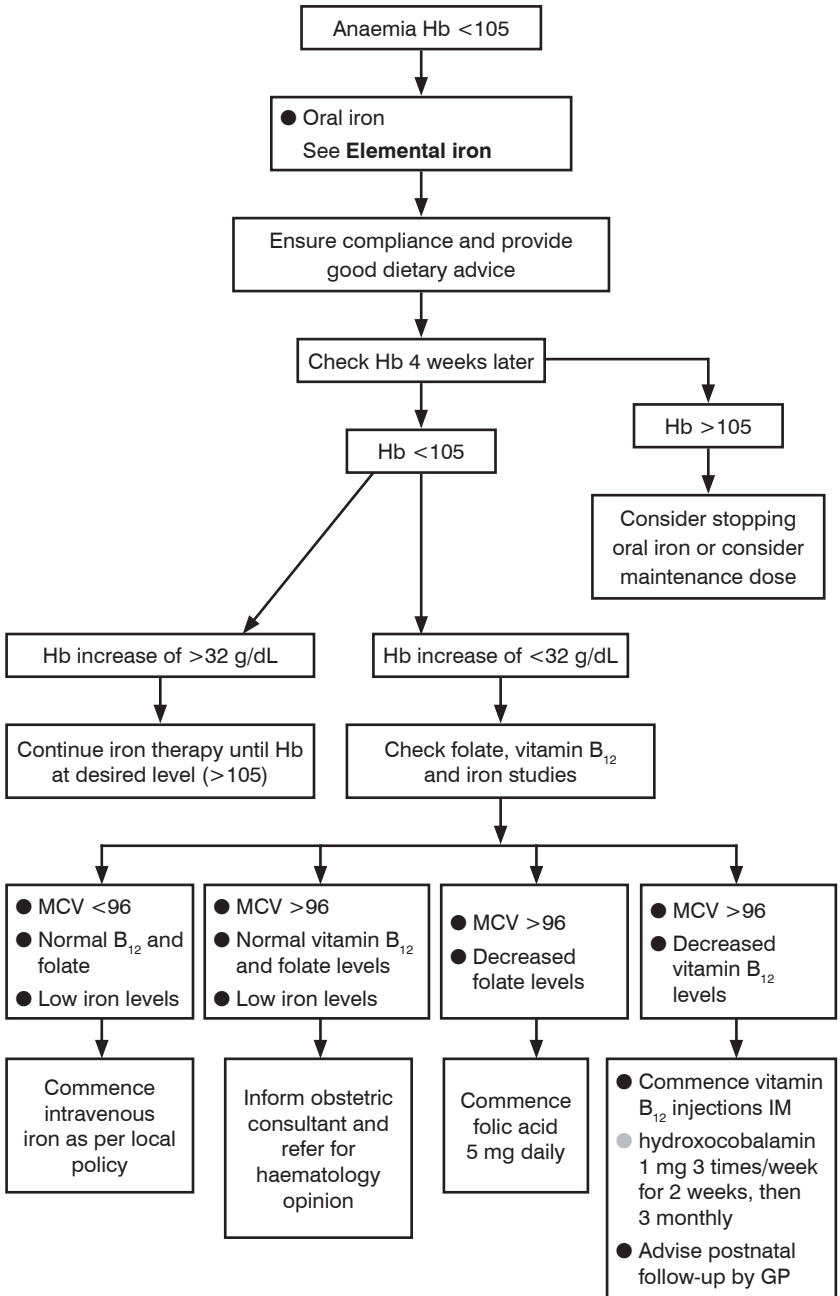 Anaemia Hb <105
● Oral iron
See Elemental iron
Ensure compliance and provide
good dietary advice
Check Hb 4 weeks later
Hb >105
Hb <105
Consider stopping
oral iron or consider
maintenance dose
Hb increase of >32 g/dL
Hb increase of <32 g/dL
Continue iron therapy until Hb
at desired level (>105)
Check folate, vitamin B₁₂
and iron studies
● MCV <96
● Normal B₁₂ and
folate
● Low iron levels
● MCV >96
● Normal vitamin B₁₂
and folate levels
● Low iron levels
● MCV >96
● Decreased
folate levels
● MCV >96
● Decreased
vitamin B₁₂
levels
Commence
intravenous
iron as per local
policy
Inform obstetric
consultant and
refer for
haematology
opinion
Commence
folic acid
5 mg daily
● Commence vitamin
B₁₂ injections IM
● hydroxocobalamin
1 mg 3 times/week
for 2 weeks, then
3 monthly
● Advise postnatal
follow-up by GP